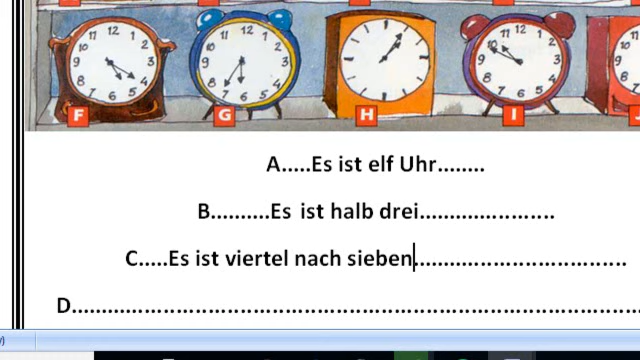 F G H I
A.....Es ist elf Uhr........
B..........Es ist halb drei.......................
C.....Es ist viertel nach sieben.....................................
D.....................................................................................................